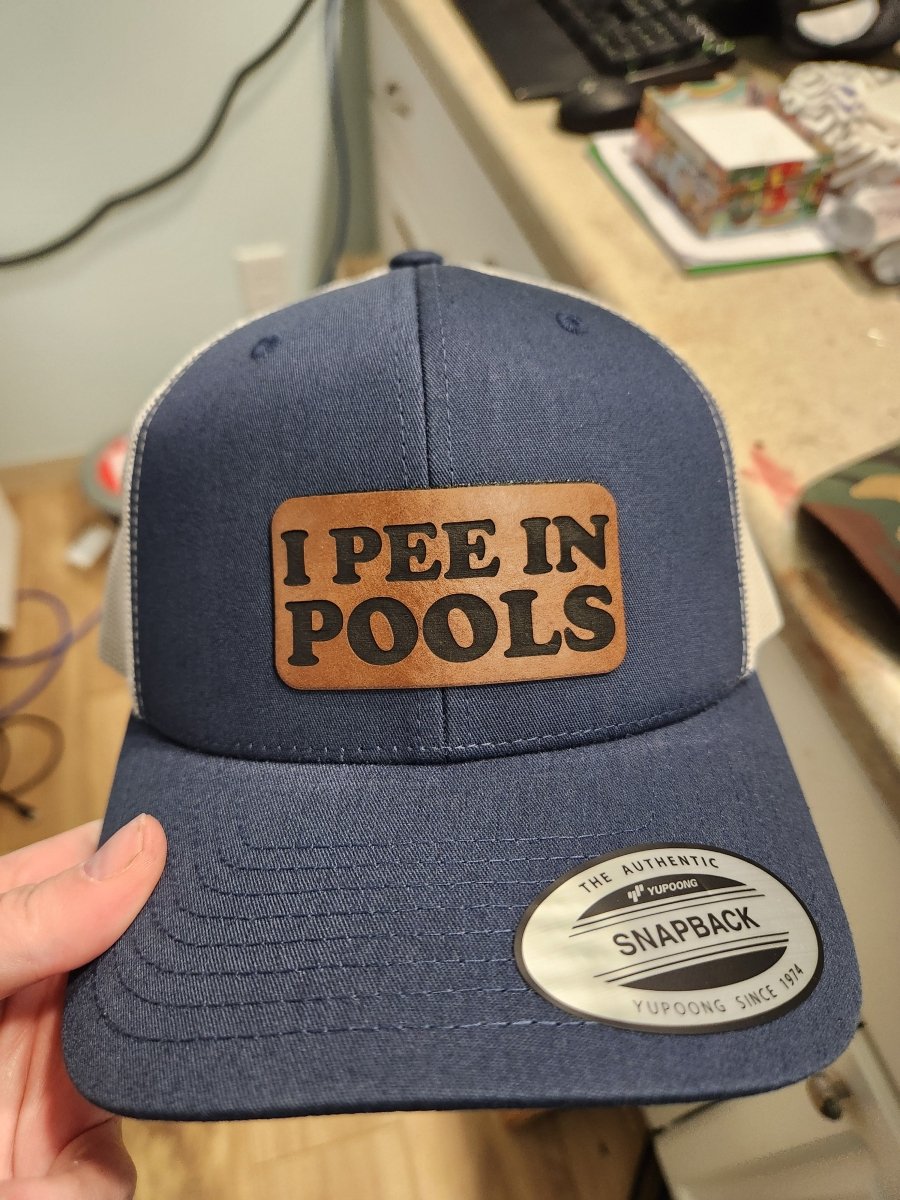 I PEE IN
POOLS
THE AUTHENTIC
YUPOONG
SNAPBACK
YUPOONG SINCE 1974